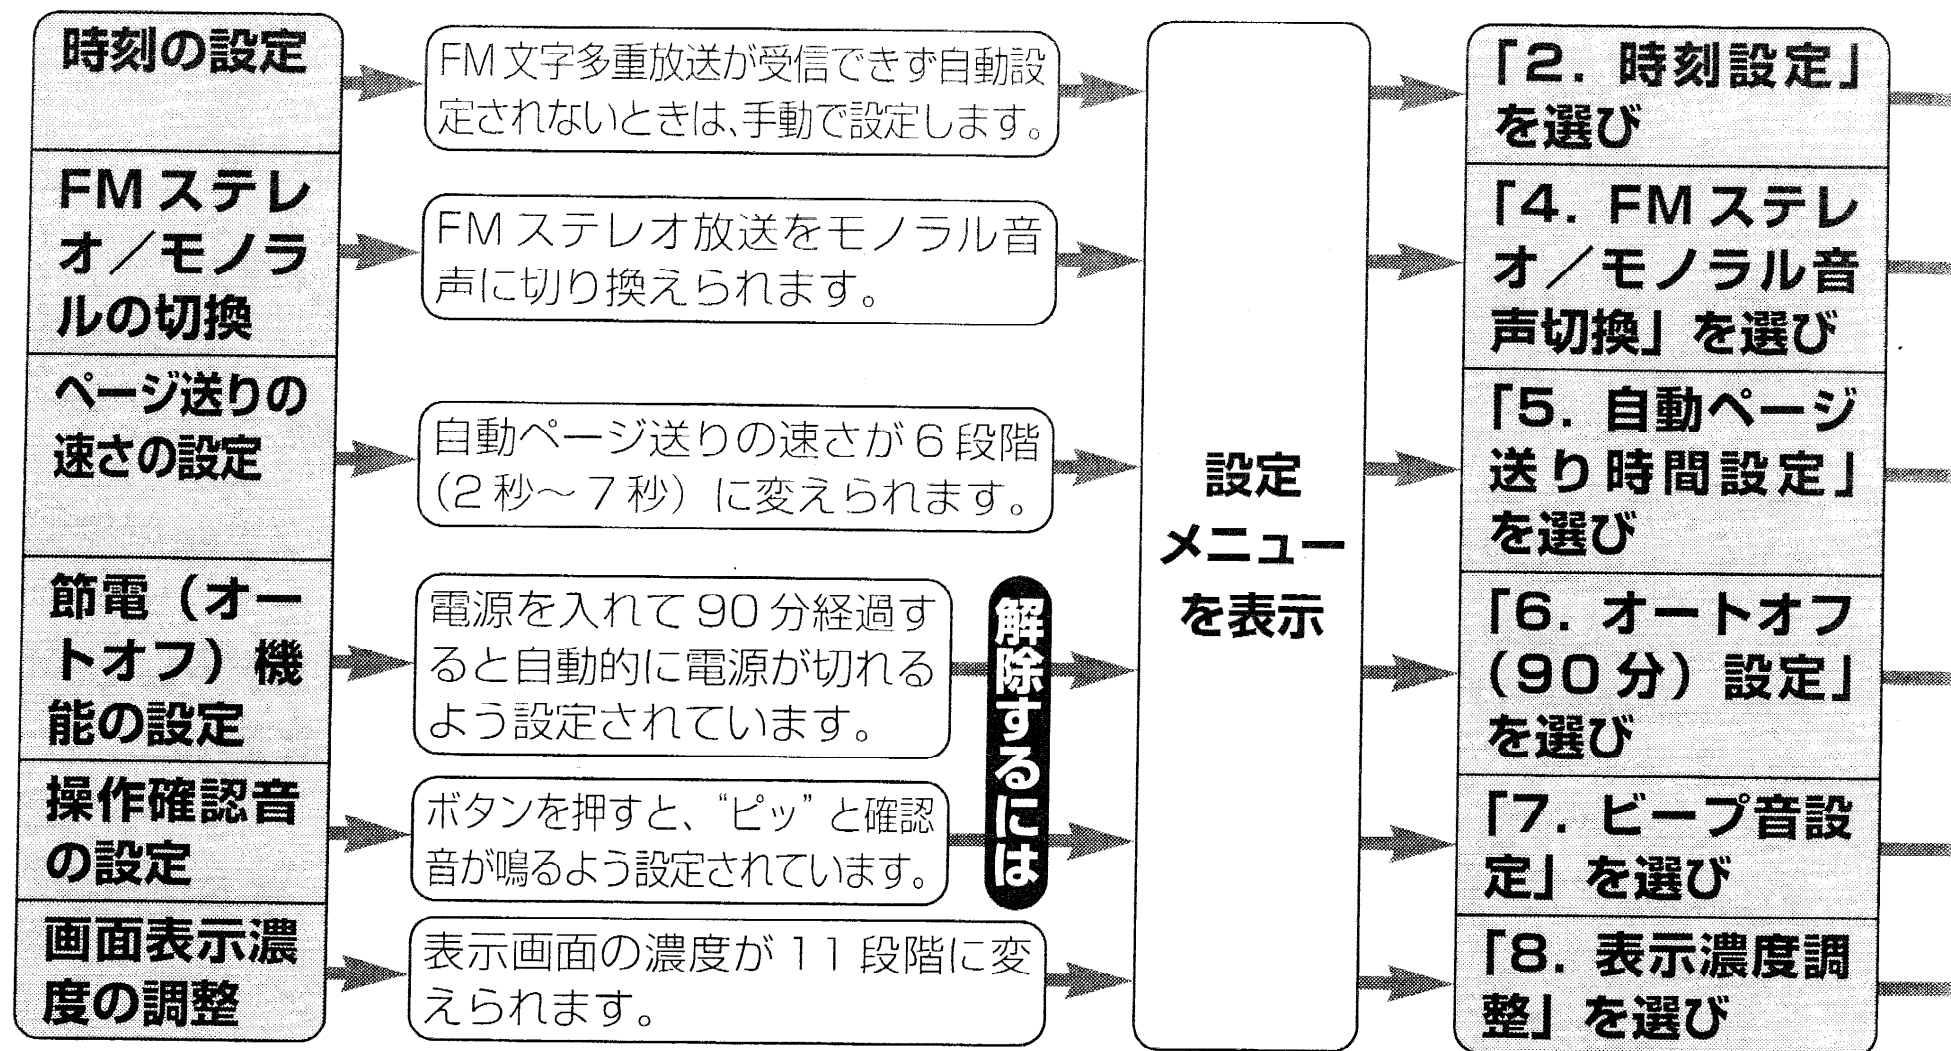 時刻の設定
FM文字多重放送が受信できず自動設
定されないときは、手動で設定します。
FMステレ
オ／モノラ
ルの切換
FMステレオ放送をモノラル音
声に切り換えられます。
ページ送りの
速さの設定
自動ページ送りの速さが6段階
（2秒〜7秒）に変えられます。
節電（オー
トオフ）機
能の設定
電源を入れて90分経過す
ると自動的に電源が切れる
よう設定されています。
操作確認音
の設定
ボタンを押すと、“ピッ”と確認
音が鳴るよう設定されています。
解除するには
画面表示濃
度の調整
表示画面の濃度が11段階に変
えられます。
設定
メニュー
を表示
「2．時刻設定」
を選び
「4．FMステレ
オ／モノラル音
声切換」を選び
「5．自動ページ
送り時間設定」
を選び
「6．オートオフ
（90分）設定」
を選び
「7．ビープ音設
定」を選び
「8．表示濃度調
整」を選び